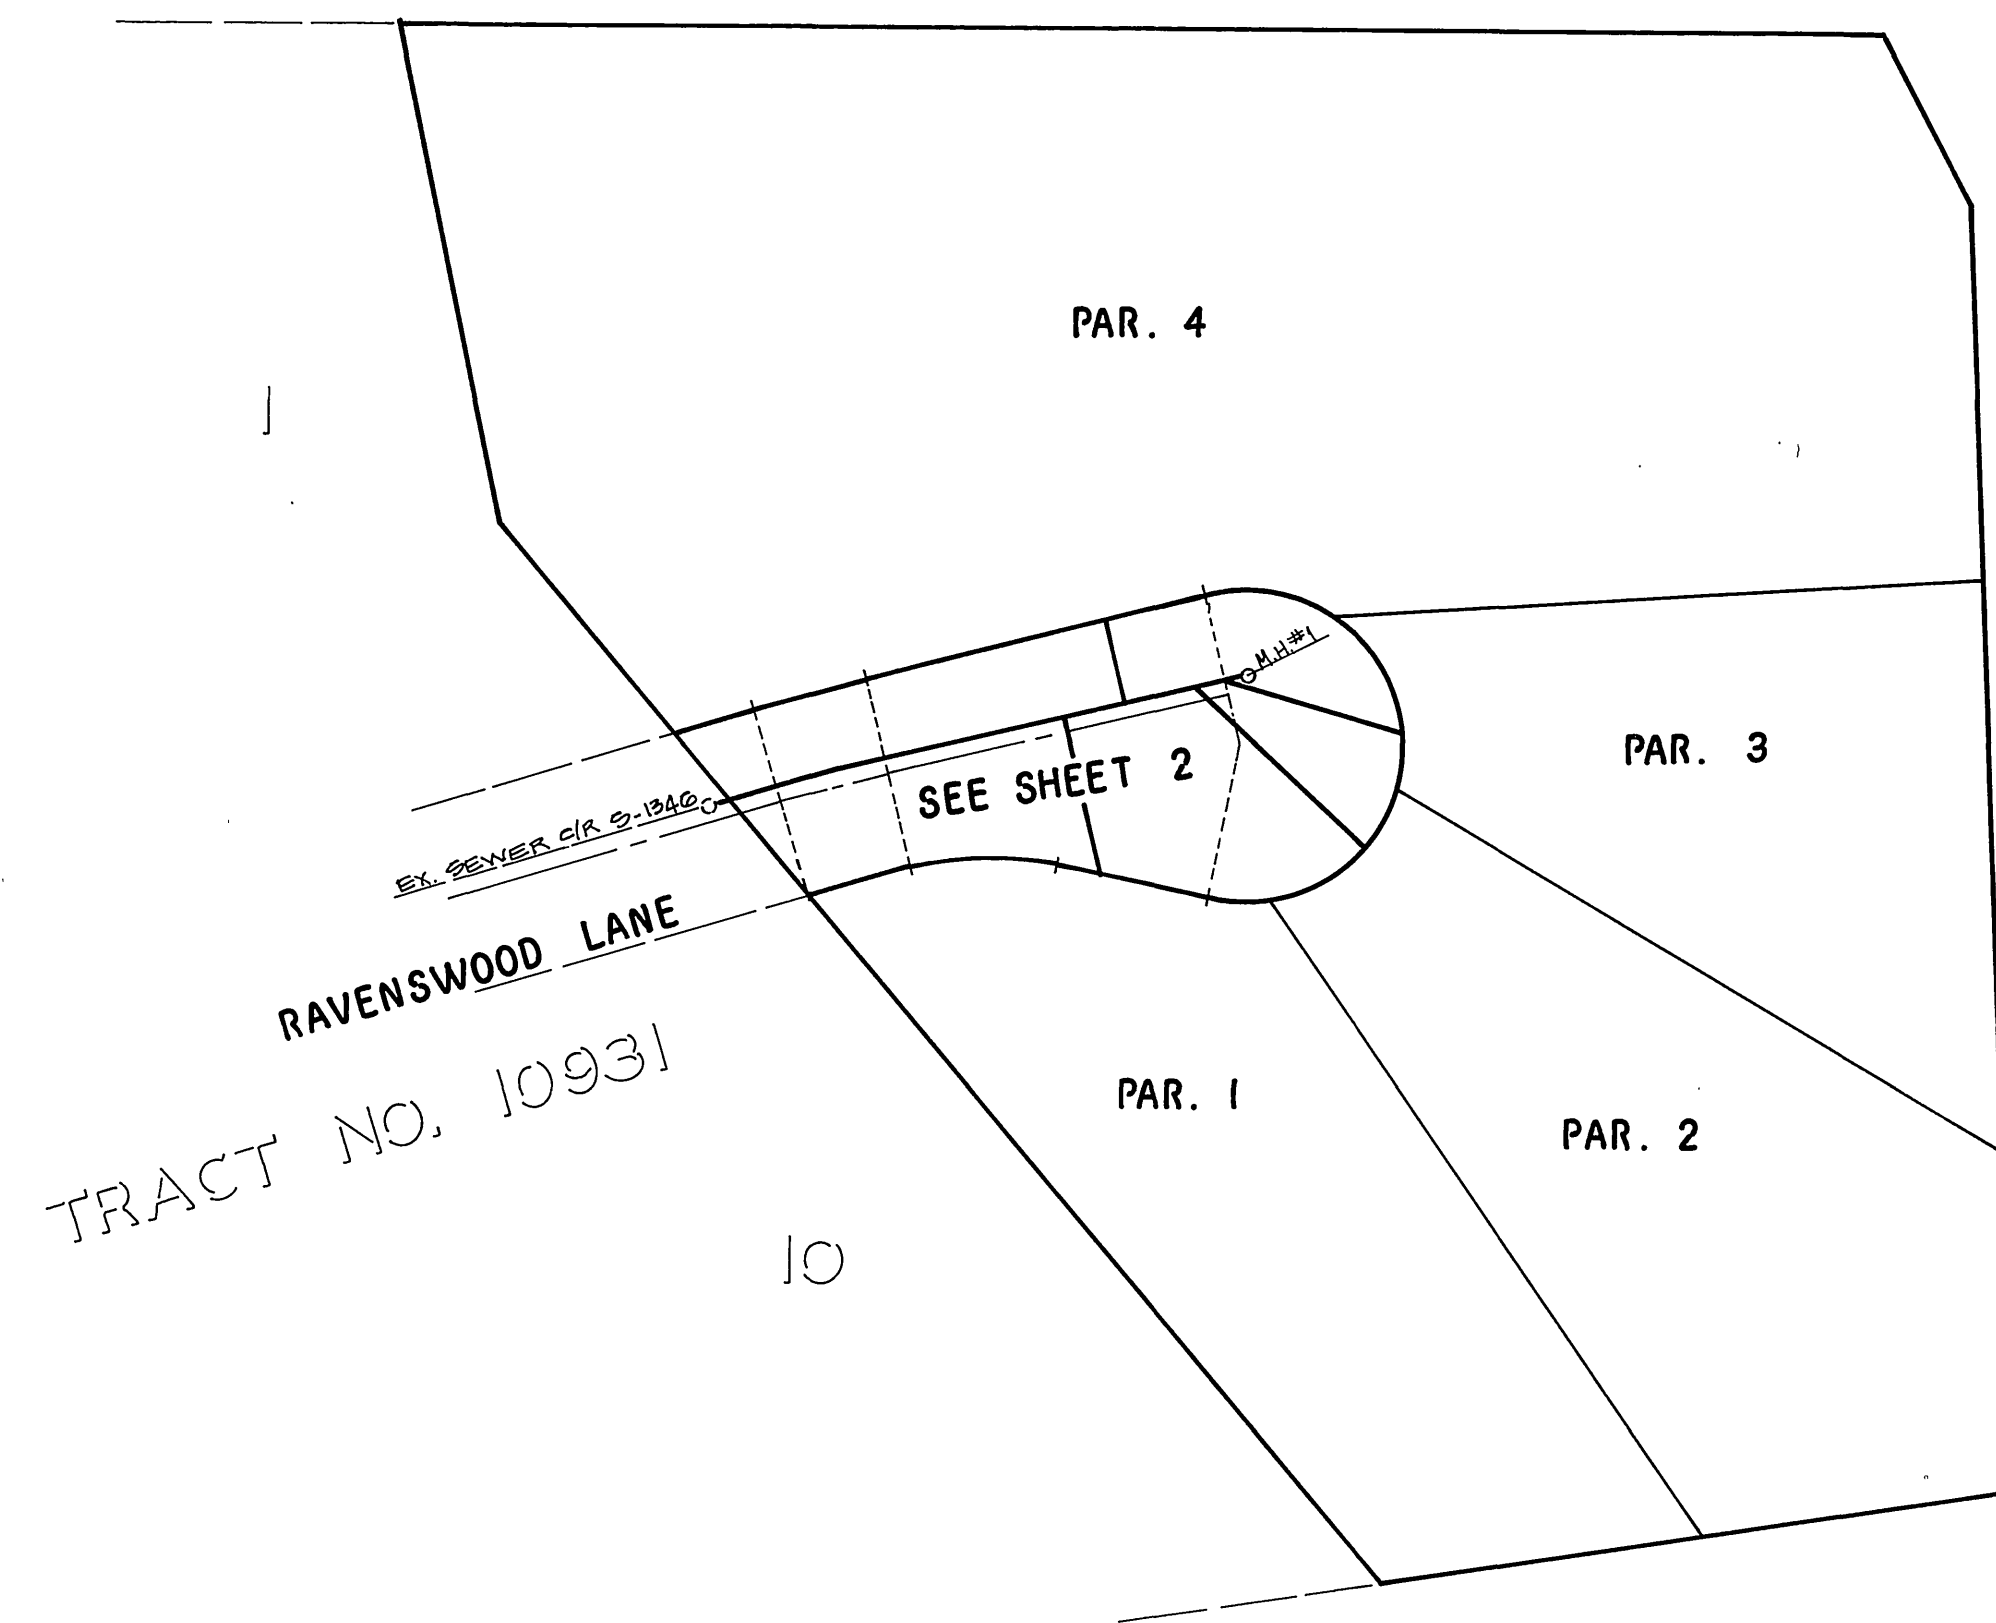 PAR. 4
1
M.H.#1
PAR. 3
SEE SHEET 2
EX. SEWER C/R S-1346
RAVENSWOOD LANE
TRACT NO. 10931
PAR. 1
PAR. 2
10